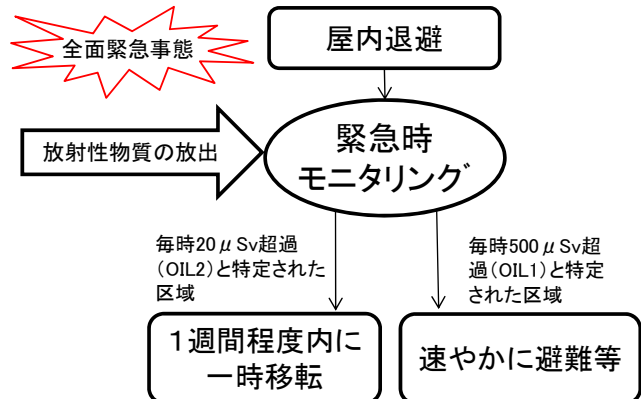 全面緊急事態
屋内退避
放射性物質の放出
緊急時
モニタリング
毎時20μSv超過
(OIL2)と特定された
区域
毎時500μSv超
過(OIL1)と特定
された区域
1週間程度内に
一時移転
速やかに避難等